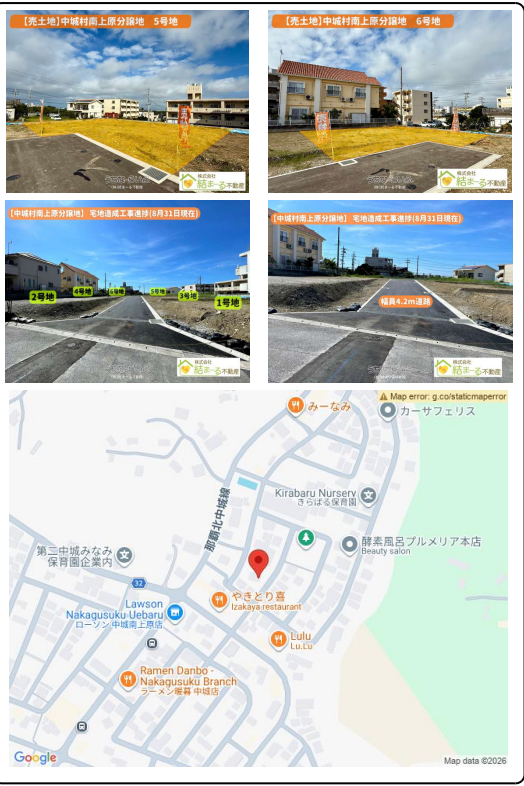 【売土地】中城村南上原分譲地　5号地
【売土地】中城村南上原分譲地　6号地
株式会社
結ま～る不動産
株式会社
結ま～る不動産
【中城村南上原分譲地】 宅地造成工事進捗(8月31日現在)
2号地
4号地
6号地
5号地
3号地
1号地
株式会社
結ま～る不動産
【中城村南上原分譲地】 宅地造成工事進捗(8月31日現在)
幅員4.2m道路
株式会社
結ま～る不動産
Map error: g.co/staticmaperror
みーなみ
カーサフェリス
那覇北中城線
Kirabaru Nursery
きらばる保育園
酵素風呂プルメリア本店
Beauty salon
第二中城みなみ
保育園企業内
32
やきとり喜
Izakaya restaurant
Lawson
Nakagusuku Uebaru
ローソン 中城南上原店
Lulu
Lu.Lu
Ramen Danbo -
Nakagusuku Branch
ラーメン暖暮 中城店
Google
Map data ©2026